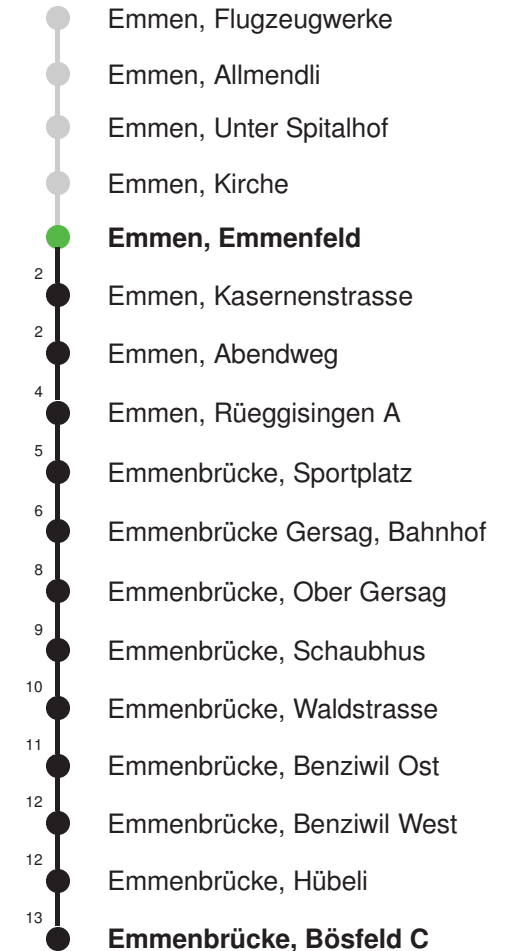 Emmen, Flugzeugwerke
Emmen, Allmendli
Emmen, Unter Spitalhof
Emmen, Kirche
Emmen, Emmenfeld
2 Emmen, Kasernenstrasse
2 Emmen, Abendweg
4 Emmen, Rüeggisingen A
5 Emmenbrücke, Sportplatz
6 Emmenbrücke Gersag, Bahnhof
8 Emmenbrücke, Ober Gersag
9 Emmenbrücke, Schaubhus
10 Emmenbrücke, Waldstrasse
11 Emmenbrücke, Benziwil Ost
12 Emmenbrücke, Benziwil West
12 Emmenbrücke, Hübeli
13 Emmenbrücke, Bösfeld C